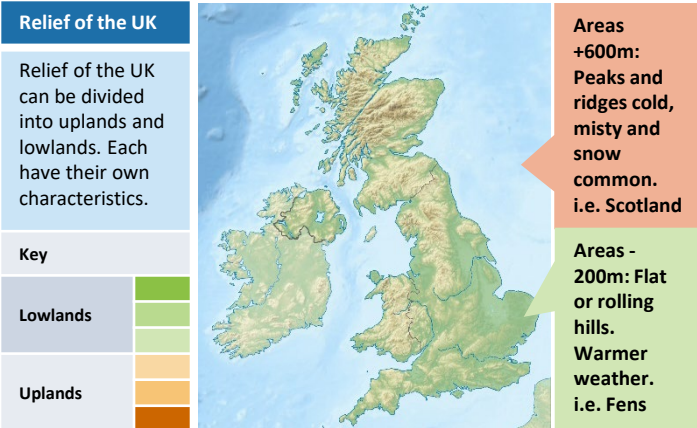 Relief of the UK
Relief of the UK
can be divided
into uplands and
lowlands. Each
have their own
characteristics.
Key
Lowlands
Uplands
Areas
+600m:
Peaks and
ridges cold,
misty and
snow
common.
i.e. Scotland
Areas -
200m: Flat
or rolling
hills.
Warmer
weather.
i.e. Fens